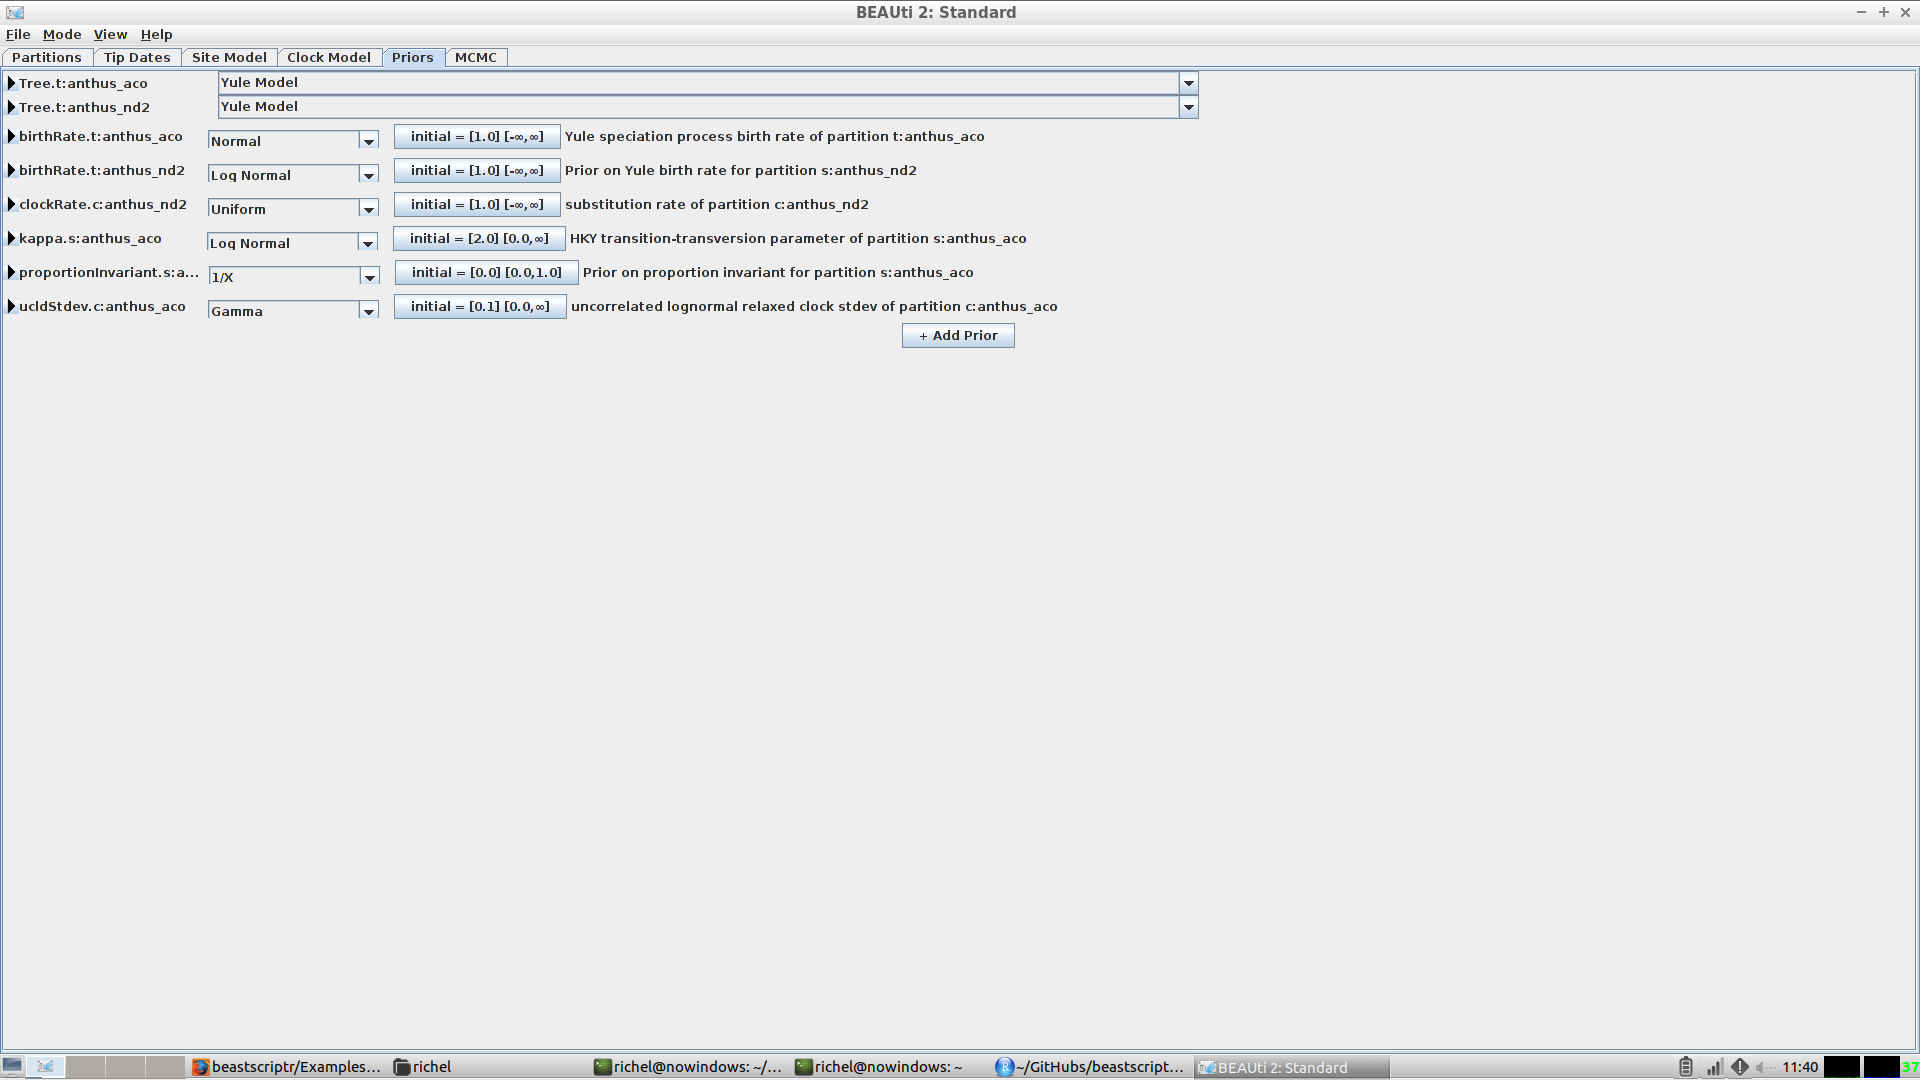 BEAUti 2: Standard
File Mode View Help
Partitions Tip Dates Site Model Clock Model Priors MCMC
Tree.t:anthus_aco Yule Model
Tree.t:anthus_nd2 Yule Model
birthRate.t:anthus_aco Normal initial = [1.0] [-∞,∞] Yule speciation process birth rate of partition t:anthus_aco
birthRate.t:anthus_nd2 Log Normal initial = [1.0] [-∞,∞] Prior on Yule birth rate for partition s:anthus_nd2
clockRate.c:anthus_nd2 Uniform initial = [1.0] [-∞,∞] substitution rate of partition c:anthus_nd2
kappa.s:anthus_aco Log Normal initial = [2.0] [0.0,∞] HKY transition-transversion parameter of partition s:anthus_aco
proportionInvariant.s:a... 1/X initial = [0.0] [0.0,1.0] Prior on proportion invariant for partition s:anthus_aco
ucldStdev.c:anthus_aco Gamma initial = [0.1] [0.0,∞] uncorrelated lognormal relaxed clock stdev of partition c:anthus_aco
+ Add Prior
beastscriptr/Examples... richel richel@nowindows: ~/... richel@nowindows: ~ ~/GitHubs/beastscript... BEAUti 2: Standard 11:40 37